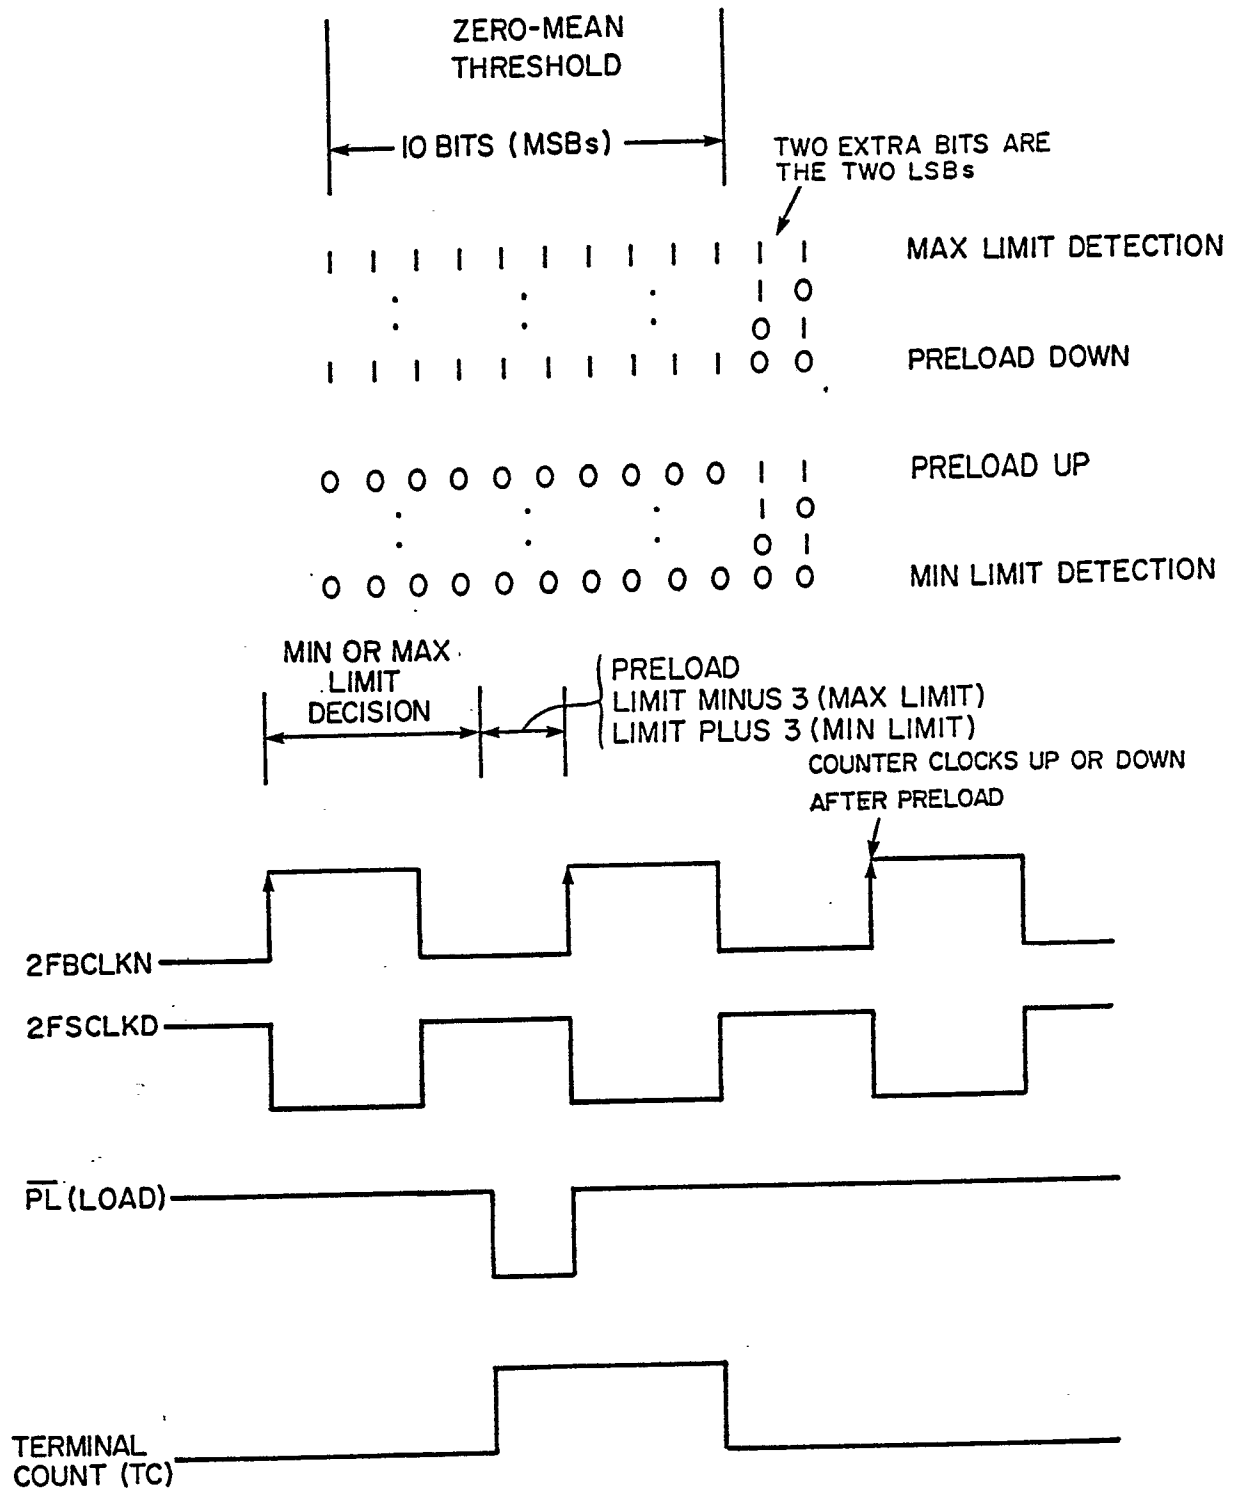 ZERO-MEAN
THRESHOLD
10 BITS (MSBs)
TWO EXTRA BITS ARE
THE TWO LSBs
1 1 1 1 1 1 1 1 1 1 1 1 MAX LIMIT DETECTION
1 0
0 1
1 1 1 1 1 1 1 1 1 1 0 0 PRELOAD DOWN
0 0 0 0 0 0 0 0 0 0 1 1 PRELOAD UP
1 0
0 1
0 0 0 0 0 0 0 0 0 0 0 0 MIN LIMIT DETECTION
MIN OR MAX
LIMIT
DECISION
PRELOAD
LIMIT MINUS 3 (MAX LIMIT)
LIMIT PLUS 3 (MIN LIMIT)
COUNTER CLOCKS UP OR DOWN
AFTER PRELOAD
2FBCLKN
2FSCLKD
P̅L̅ (LOAD)
TERMINAL
COUNT (TC)